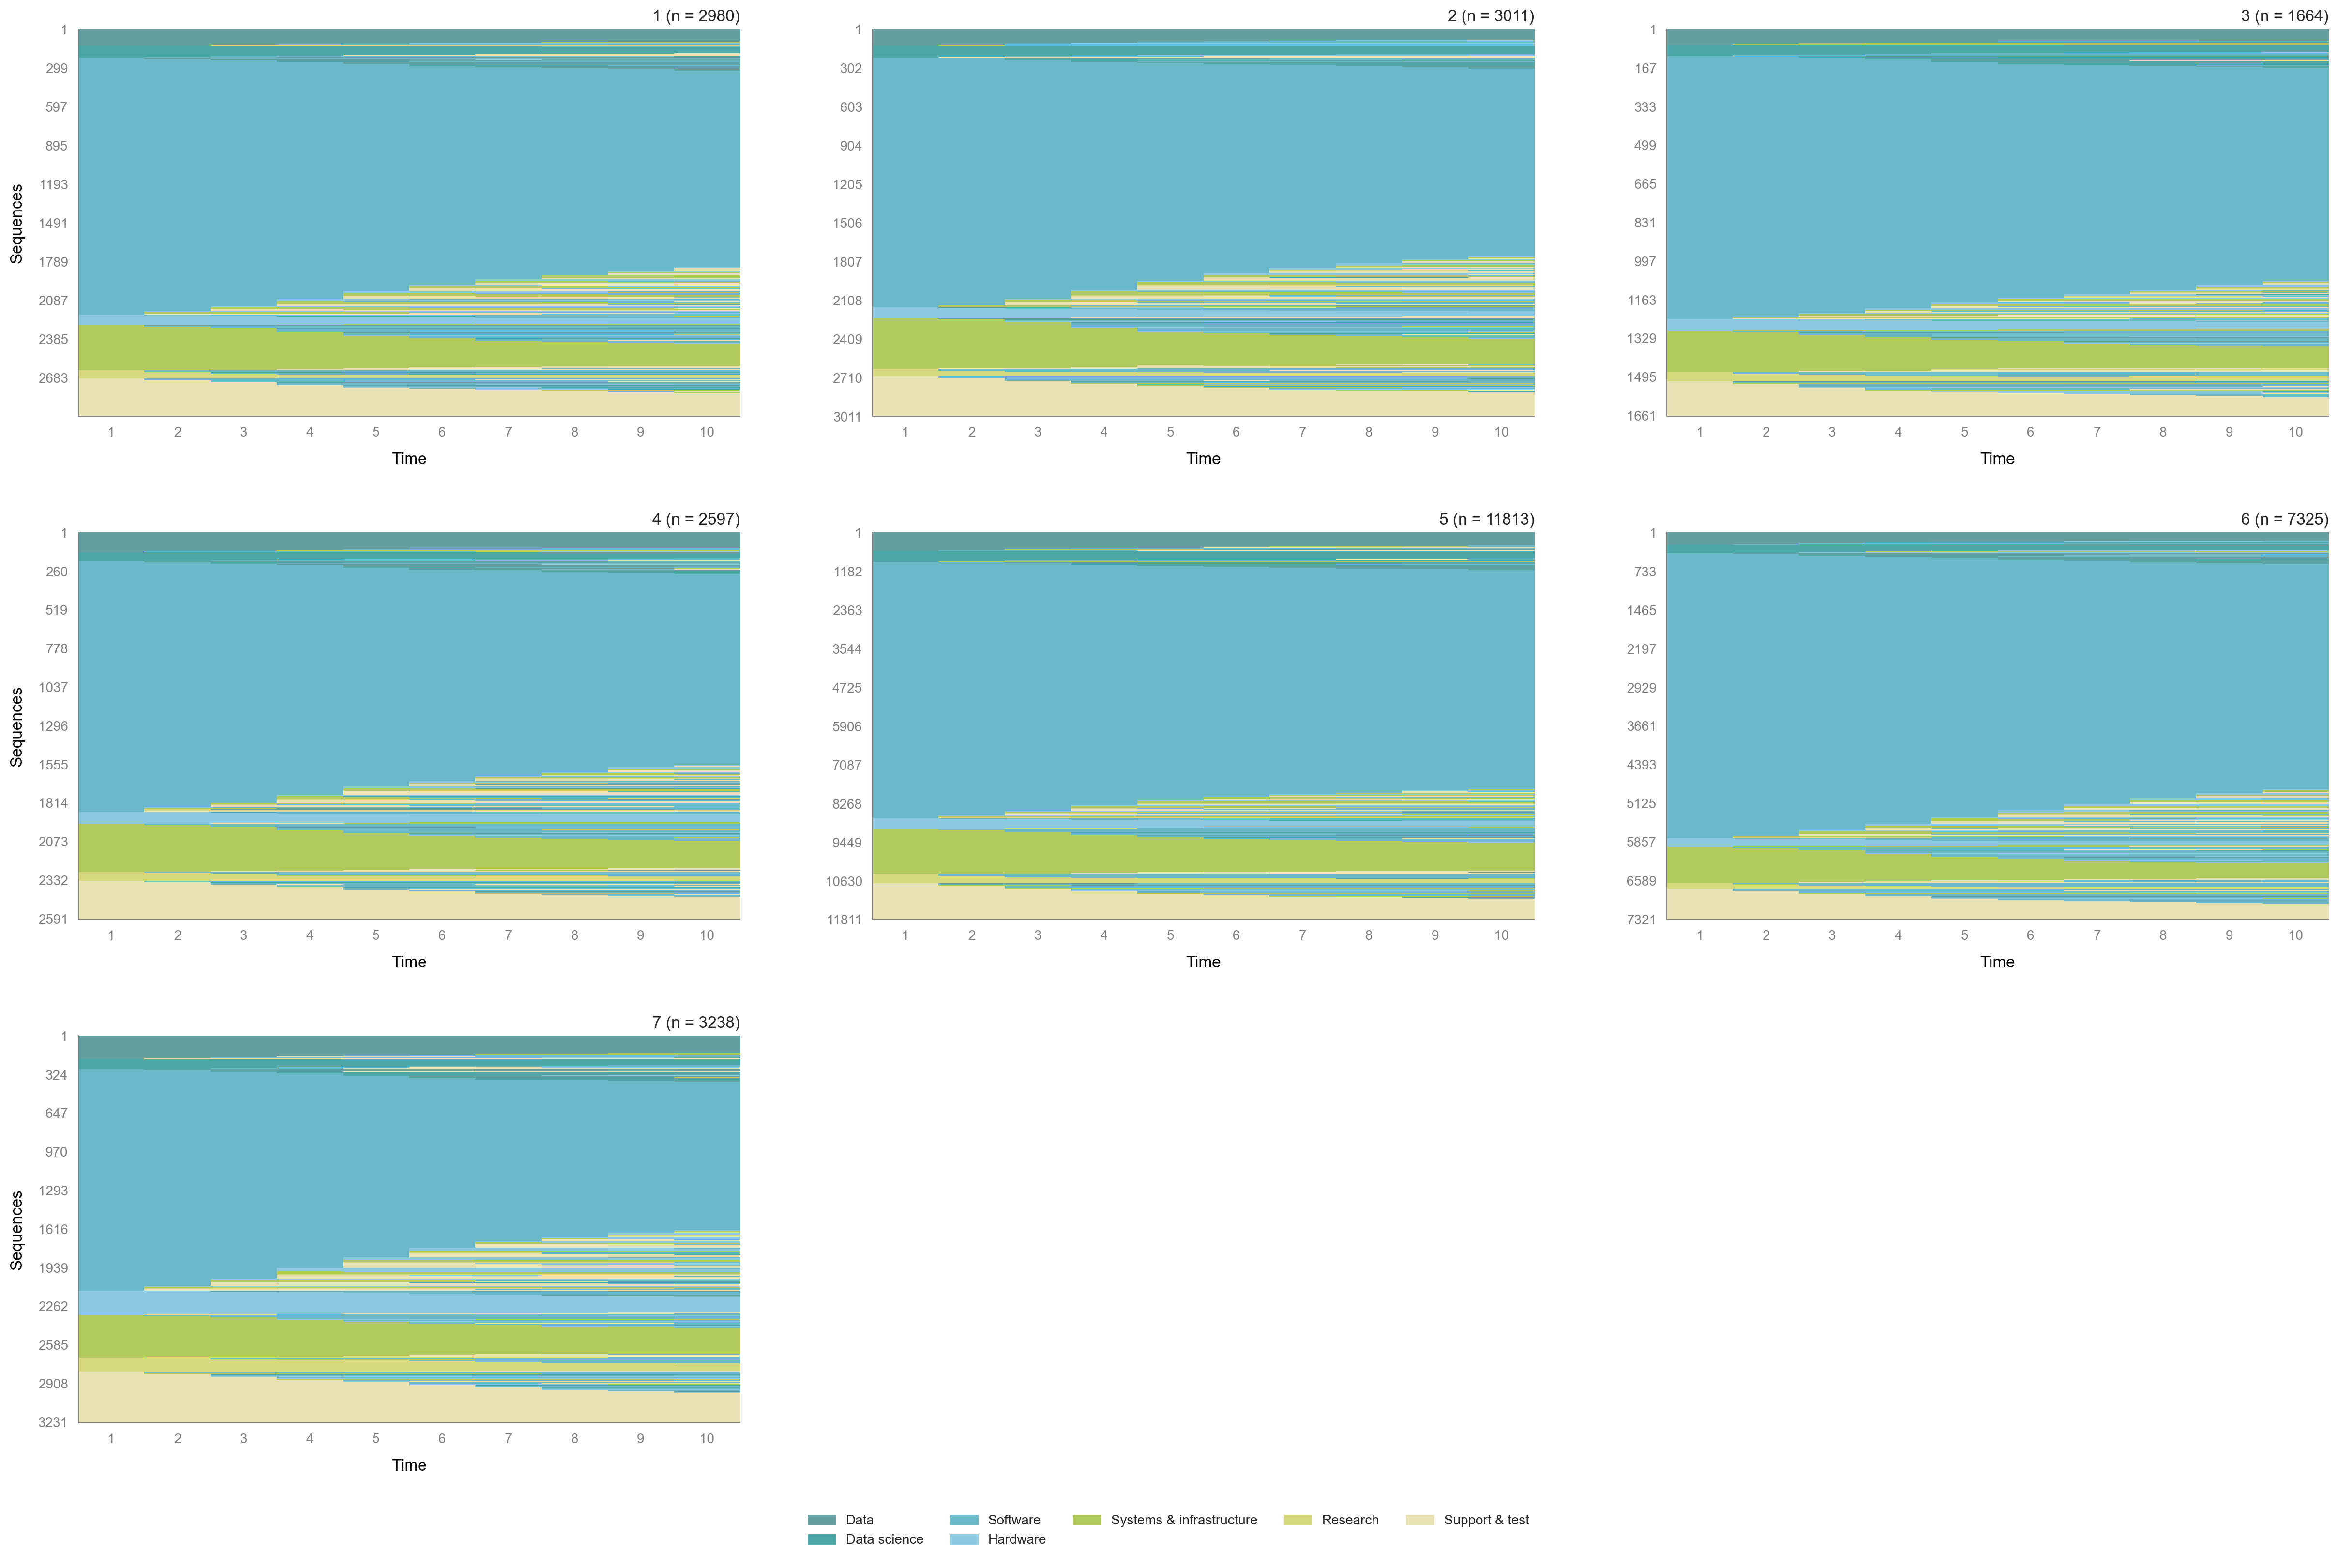 1 (n = 2980)
1
299
597
895
1193
1491
1789
2087
2385
2683
Sequences
1 2 3 4 5 6 7 8 9 10
Time
2 (n = 3011)
1
302
603
904
1205
1506
1807
2108
2409
2710
3011
1 2 3 4 5 6 7 8 9 10
Time
3 (n = 1664)
1
167
333
499
665
831
997
1163
1329
1495
1661
1 2 3 4 5 6 7 8 9 10
Time
4 (n = 2597)
1
260
519
778
1037
1296
1555
1814
2073
2332
2591
Sequences
1 2 3 4 5 6 7 8 9 10
Time
5 (n = 11813)
1
1182
2363
3544
4725
5906
7087
8268
9449
10630
11811
1 2 3 4 5 6 7 8 9 10
Time
6 (n = 7325)
1
733
1465
2197
2929
3661
4393
5125
5857
6589
7321
1 2 3 4 5 6 7 8 9 10
Time
7 (n = 3238)
1
324
647
970
1293
1616
1939
2262
2585
2908
3231
Sequences
1 2 3 4 5 6 7 8 9 10
Time
Data Software Systems & infrastructure Research Support & test
Data science Hardware